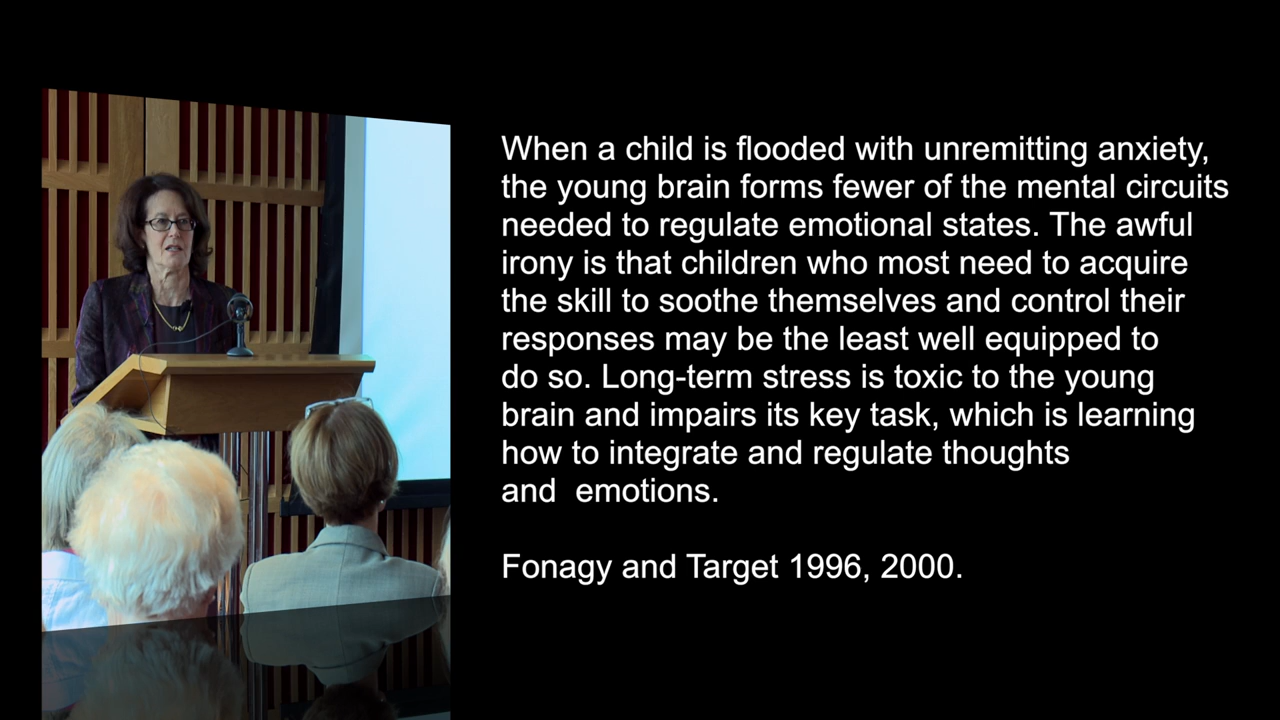 When a child is flooded with unremitting anxiety,
the young brain forms fewer of the mental circuits
needed to regulate emotional states. The awful
irony is that children who most need to acquire
the skill to soothe themselves and control their
responses may be the least well equipped to
do so. Long-term stress is toxic to the young
brain and impairs its key task, which is learning
how to integrate and regulate thoughts
and  emotions.
Fonagy and Target 1996, 2000.